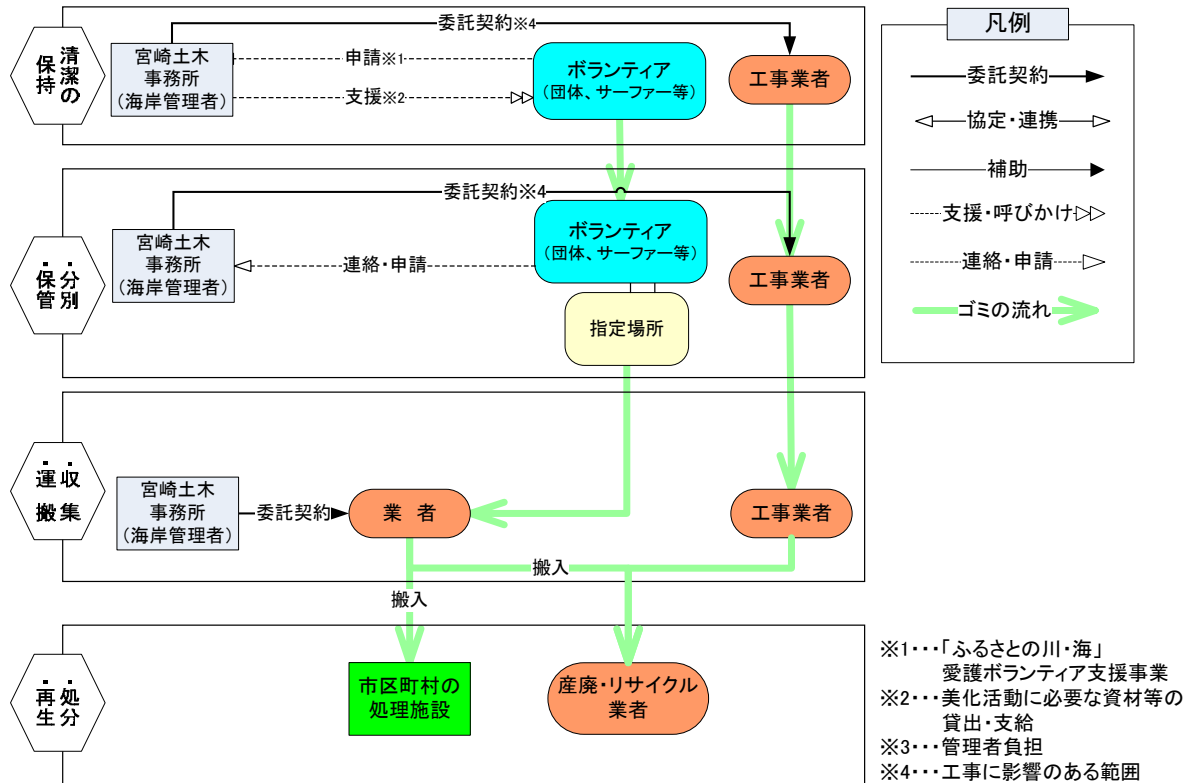 清潔の
保持
宮崎土木
事務所
(海岸管理者)
委託契約※4
申請※1
支援※2
ボランティア
(団体、サーファー等)
工事業者
分別・
保管・
宮崎土木
事務所
(海岸管理者)
委託契約※4
連絡・申請
ボランティア
(団体、サーファー等)
指定場所
工事業者
収集・
運搬・
宮崎土木
事務所
(海岸管理者)
委託契約
業 者
工事業者
搬入
搬入
処分・
再生・
市区町村の
処理施設
産廃・リサイクル
業者
凡例
委託契約
協定・連携
補助
支援・呼びかけ
連絡・申請
ゴミの流れ
※1・・・「ふるさとの川・海」
愛護ボランティア支援事業
※2・・・美化活動に必要な資材等の
貸出・支給
※3・・・管理者負担
※4・・・工事に影響のある範囲